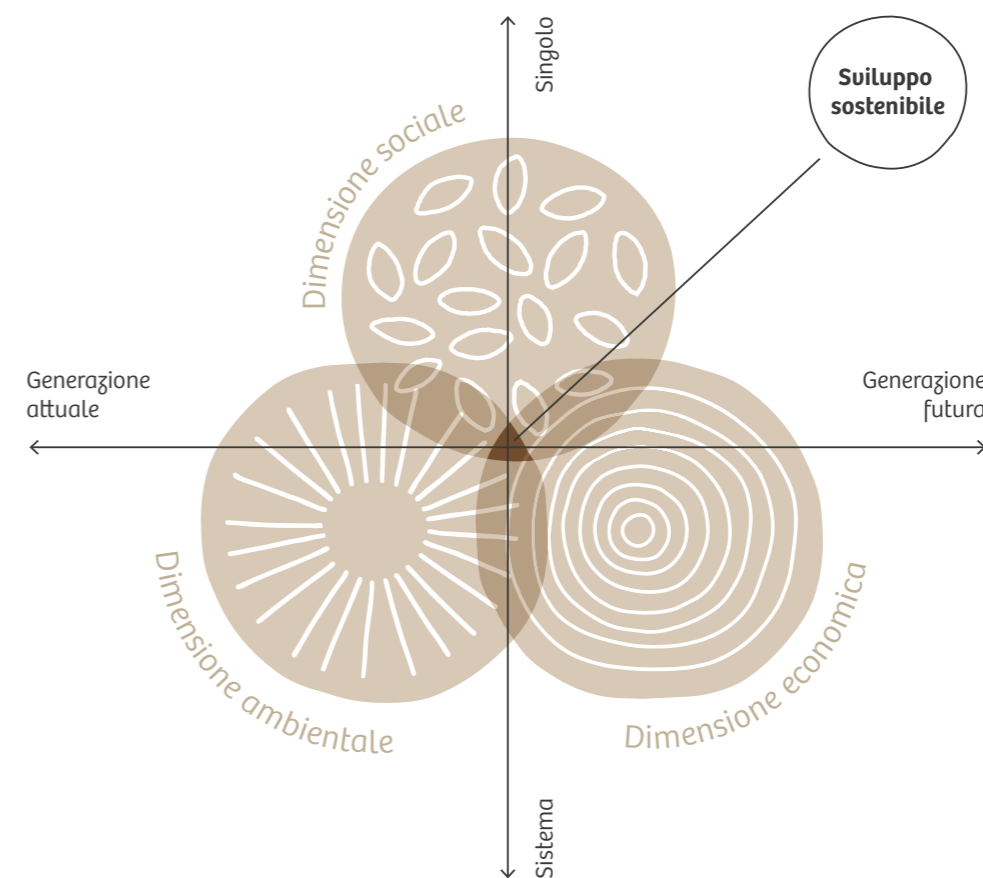 Singolo
Sviluppo
sostenibile
Dimensione sociale
Generazione
attuale
Generazione
futura
Dimensione ambientale
Dimensione economica
Sistema